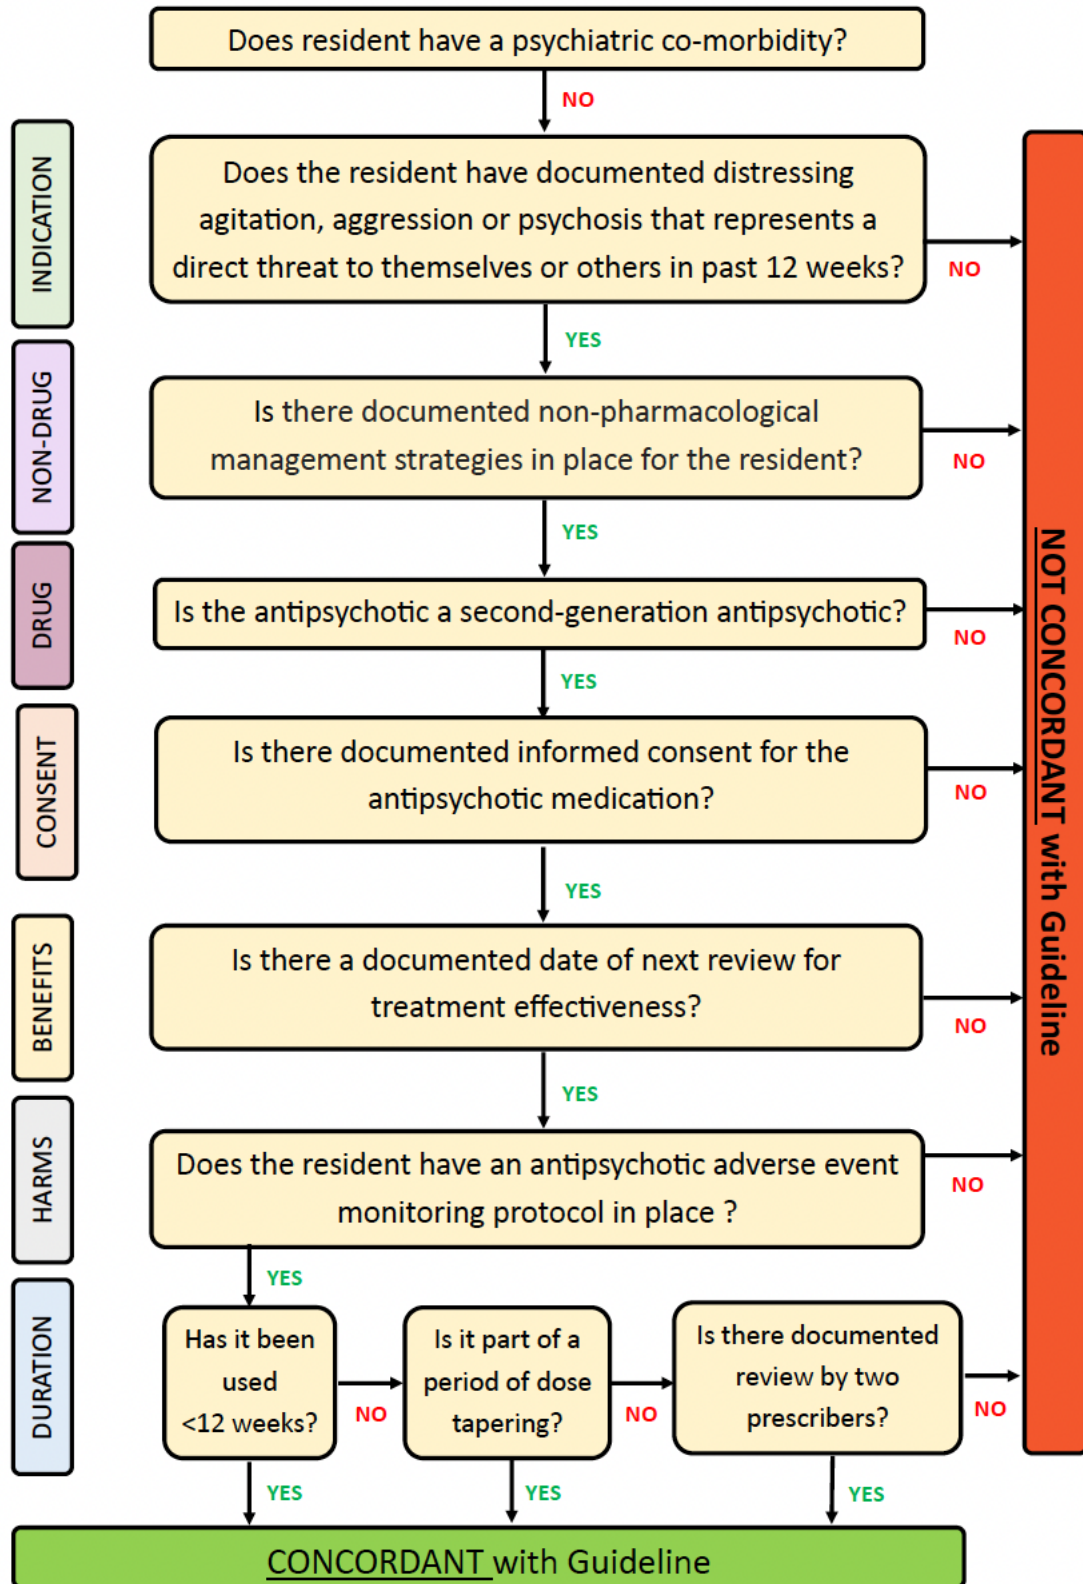 Does resident have a psychiatric co-morbidity?
NO
INDICATION
Does the resident have documented distressing
agitation, aggression or psychosis that represents a
direct threat to themselves or others in past 12 weeks?
NO
YES
NON-DRUG
Is there documented non-pharmacological
management strategies in place for the resident?
NO
YES
DRUG
Is the antipsychotic a second-generation antipsychotic?
NO
YES
CONSENT
Is there documented informed consent for the
antipsychotic medication?
NO
YES
BENEFITS
Is there a documented date of next review for
treatment effectiveness?
NO
YES
HARMS
Does the resident have an antipsychotic adverse event
monitoring protocol in place ?
NO
YES
DURATION
Has it been
used
<12 weeks?
NO
Is it part of a
period of dose
tapering?
NO
Is there documented
review by two
prescribers?
NO
YES
YES
YES
NOT CONCORDANT with Guideline
CONCORDANT with Guideline